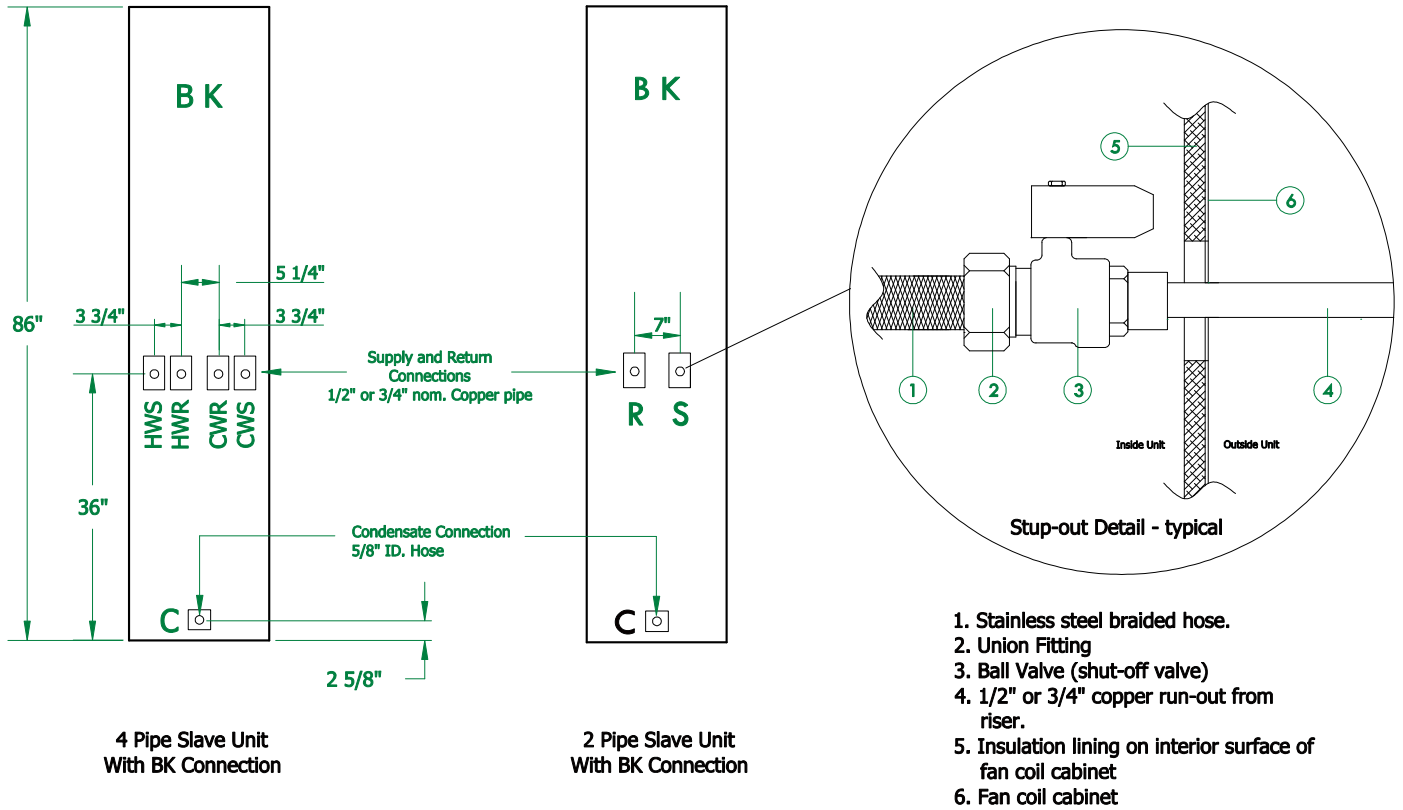 B K
86"
5 1/4"
3 3/4"
3 3/4"
HWS
HWR
CWR
CWS
36"
C
2 5/8"
4 Pipe Slave Unit
With BK Connection
Supply and Return
Connections
1/2" or 3/4" nom. Copper pipe
Condensate Connection
5/8" ID. Hose
B K
7"
R S
C
2 Pipe Slave Unit
With BK Connection
5
6
1
2
3
4
Inside Unit
Outside Unit
Stup-out Detail - typical
1. Stainless steel braided hose.
2. Union Fitting
3. Ball Valve (shut-off valve)
4. 1/2" or 3/4" copper run-out from
riser.
5. Insulation lining on interior surface of
fan coil cabinet
6. Fan coil cabinet